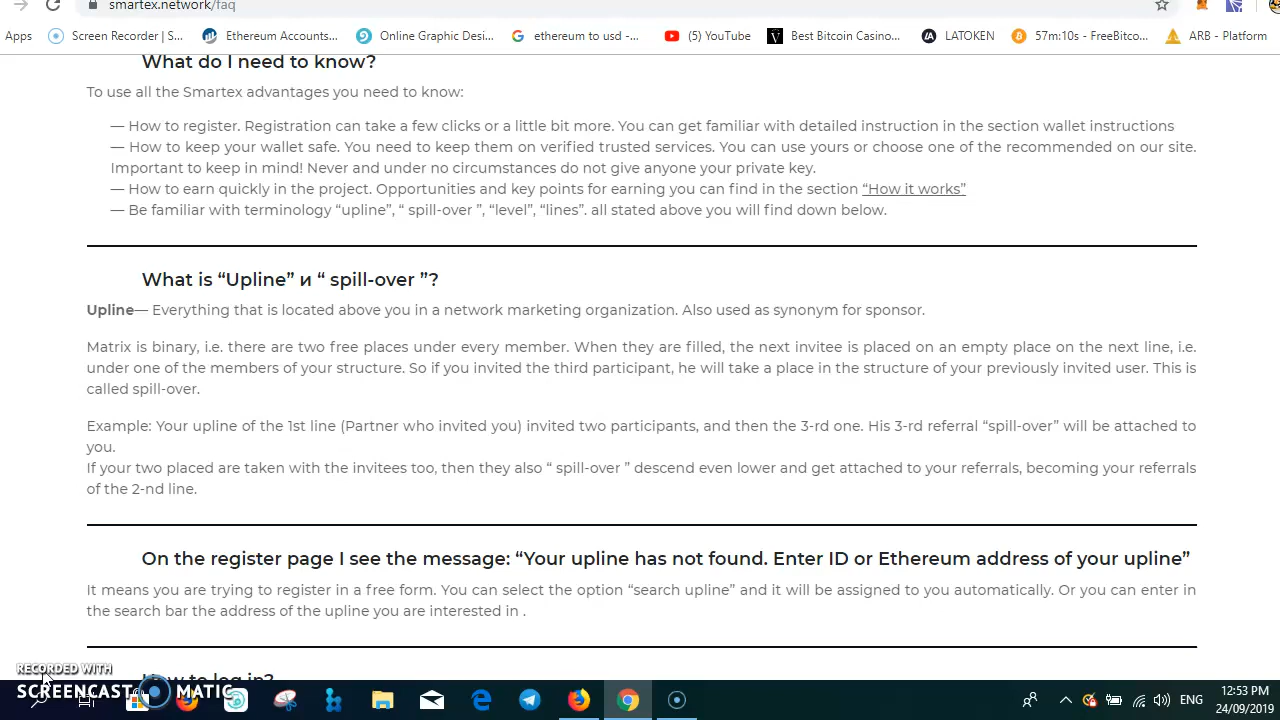 smartex.network/faq
Apps Screen Recorder | S... Ethereum Accounts... Online Graphic Desi... ethereum to usd -... (5) YouTube Best Bitcoin Casino... LATOKEN 57m:10s - FreeBitco... ARB - Platform
What do I need to know?
To use all the Smartex advantages you need to know:
— How to register. Registration can take a few clicks or a little bit more. You can get familiar with detailed instruction in the section wallet instructions
— How to keep your wallet safe. You need to keep them on verified trusted services. You can use yours or choose one of the recommended on our site.
Important to keep in mind! Never and under no circumstances do not give anyone your private key.
— How to earn quickly in the project. Opportunities and key points for earning you can find in the section “How it works”
— Be familiar with terminology “upline”, “ spill-over ”, “level”, “lines”. all stated above you will find down below.
What is “Upline” и “ spill-over ”?
Upline— Everything that is located above you in a network marketing organization. Also used as synonym for sponsor.
Matrix is binary, i.e. there are two free places under every member. When they are filled, the next invitee is placed on an empty place on the next line, i.e.
under one of the members of your structure. So if you invited the third participant, he will take a place in the structure of your previously invited user. This is
called spill-over.
Example: Your upline of the 1st line (Partner who invited you) invited two participants, and then the 3-rd one. His 3-rd referral “spill-over” will be attached to
you.
If your two placed are taken with the invitees too, then they also “ spill-over ” descend even lower and get attached to your referrals, becoming your referrals
of the 2-nd line.
On the register page I see the message: “Your upline has not found. Enter ID or Ethereum address of your upline”
It means you are trying to register in a free form. You can select the option “search upline” and it will be assigned to you automatically. Or you can enter in
the search bar the address of the upline you are interested in .
How to log in?
RECORDED WITH
SCREENCAST MATIC
ENG
12:53 PM
24/09/2019